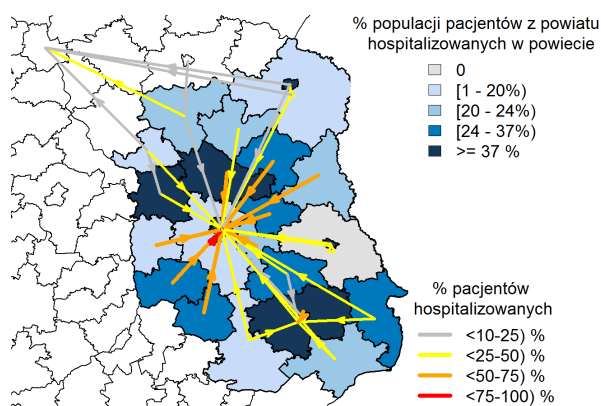 % populacji pacjentów z powiatu
hospitalizowanych w powiecie
0
[1 - 20%)
[20 - 24%)
[24 - 37%)
>= 37 %
% pacjentów
hospitalizowanych
<10-25) %
<25-50) %
<50-75) %
<75-100) %